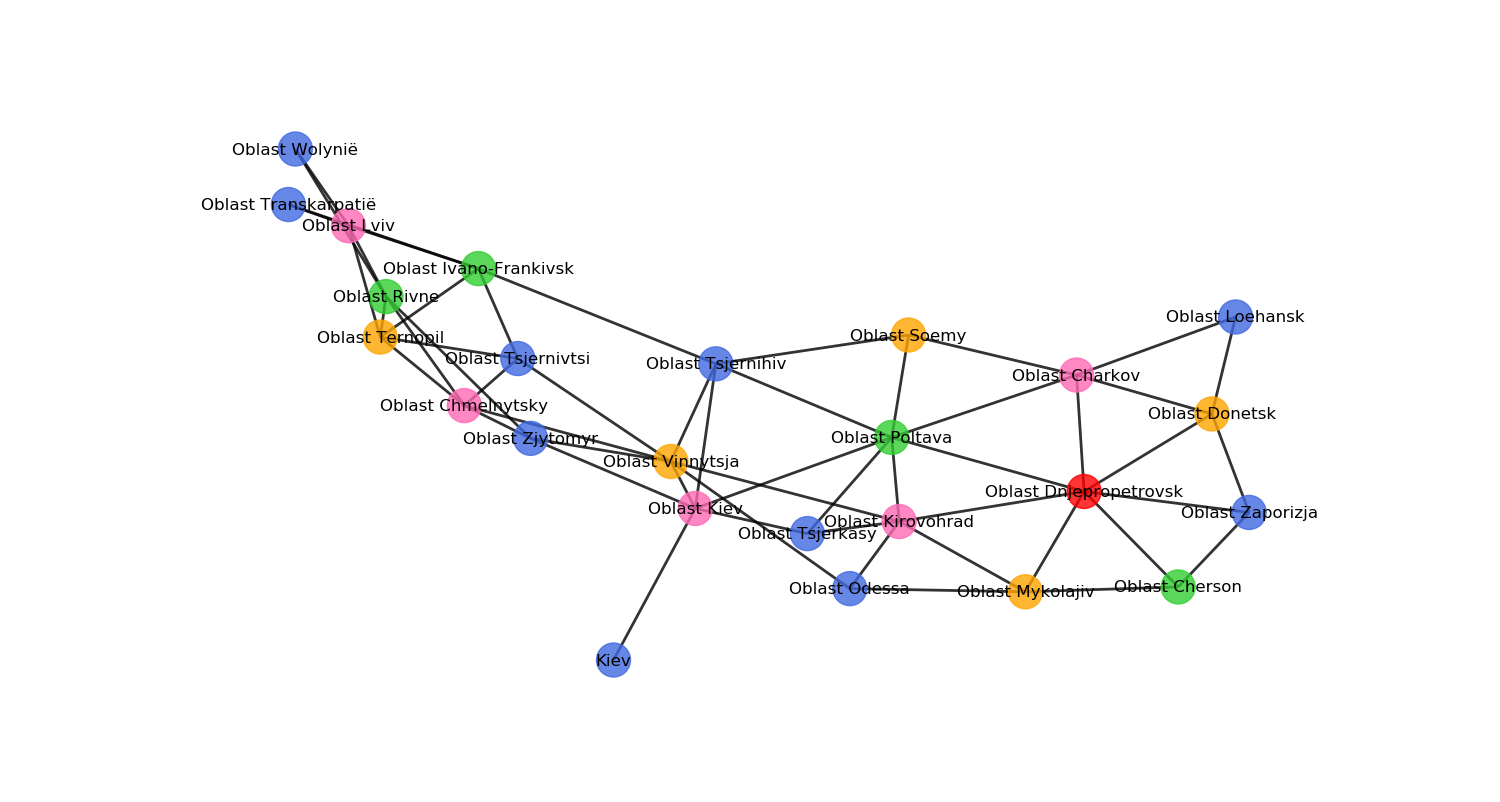 Oblast Wolynië
Oblast Transkarpatië
Oblast Lviv
Oblast Ivano-Frankivsk
Oblast Rivne
Oblast Loehansk
Oblast Soemy
Oblast Ternopil
Oblast Tsjernivtsi
Oblast Tsjernihiv
Oblast Charkov
Oblast Chmelnytsky
Oblast Donetsk
Oblast Zjytomyr
Oblast Poltava
Oblast Vinnytsja
Oblast Dnjepropetrovsk
Oblast Kiev
Oblast Zaporizja
Oblast Kirovohrad
Oblast Tsjerkasy
Oblast Odessa
Oblast Mykolajiv
Oblast Cherson
Kiev